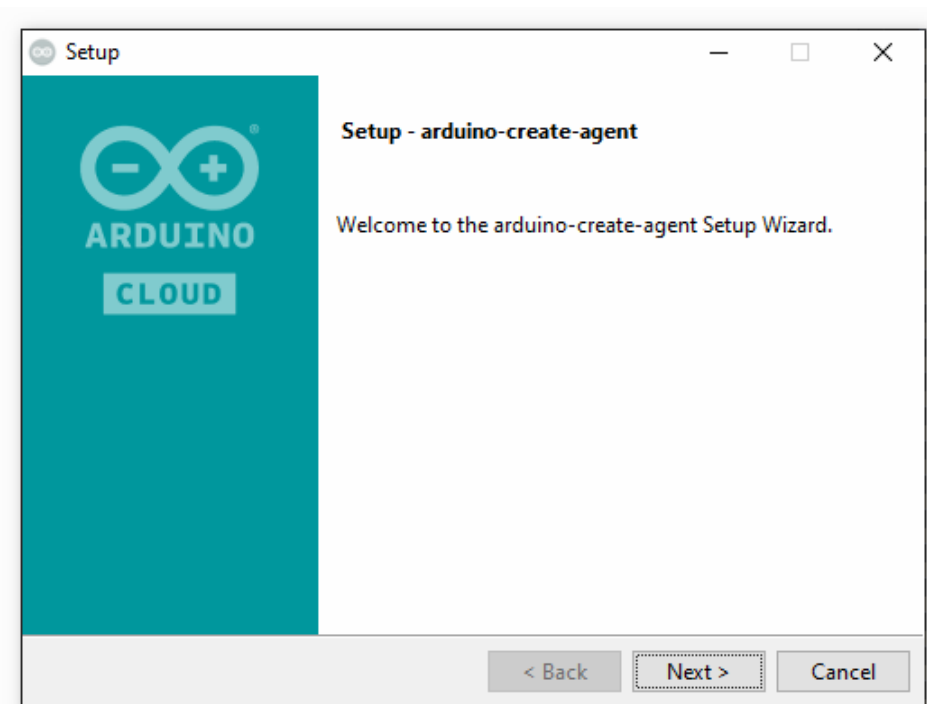 Setup
Setup - arduino-create-agent
Welcome to the arduino-create-agent Setup Wizard.
ARDUINO
CLOUD
< Back
Next >
Cancel